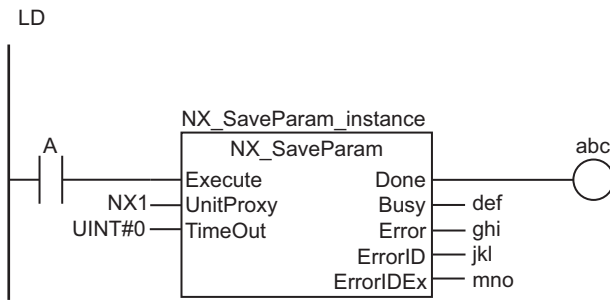 LD
NX_SaveParam_instance
A
NX_SaveParam
abc
Execute Done
NX1 UnitProxy Busy def
UINT#0 TimeOut Error ghi
ErrorID jkl
ErrorIDEx mno